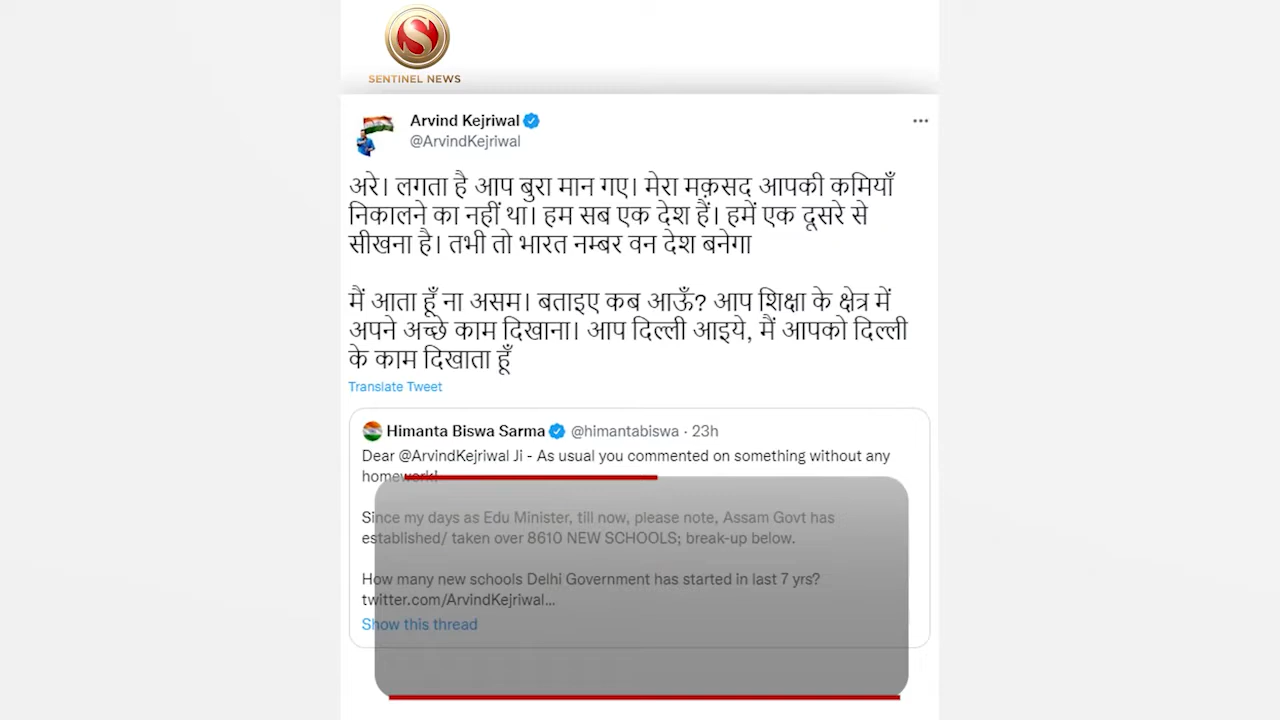 S
SENTINEL NEWS
Arvind Kejriwal
@ArvindKejriwal
अरे। लगता है आप बुरा मान गए। मेरा मक़सद आपकी कमियाँ
निकालने का नहीं था। हम सब एक देश हैं। हमें एक दूसरे से
सीखना है। तभी तो भारत नम्बर वन देश बनेगा
मैं आता हूँ ना असम। बताइए कब आऊँ? आप शिक्षा के क्षेत्र में
अपने अच्छे काम दिखाना। आप दिल्ली आइये, मैं आपको दिल्ली
के काम दिखाता हूँ
Translate Tweet
Himanta Biswa Sarma @himantabiswa · 23h
Dear @ArvindKejriwal Ji - As usual you commented on something without any
homework!
Since my days as Edu Minister, till now, please note, Assam Govt has
established/ taken over 8610 NEW SCHOOLS; break-up below.
How many new schools Delhi Government has started in last 7 yrs?
twitter.com/ArvindKejriwal...
Show this thread